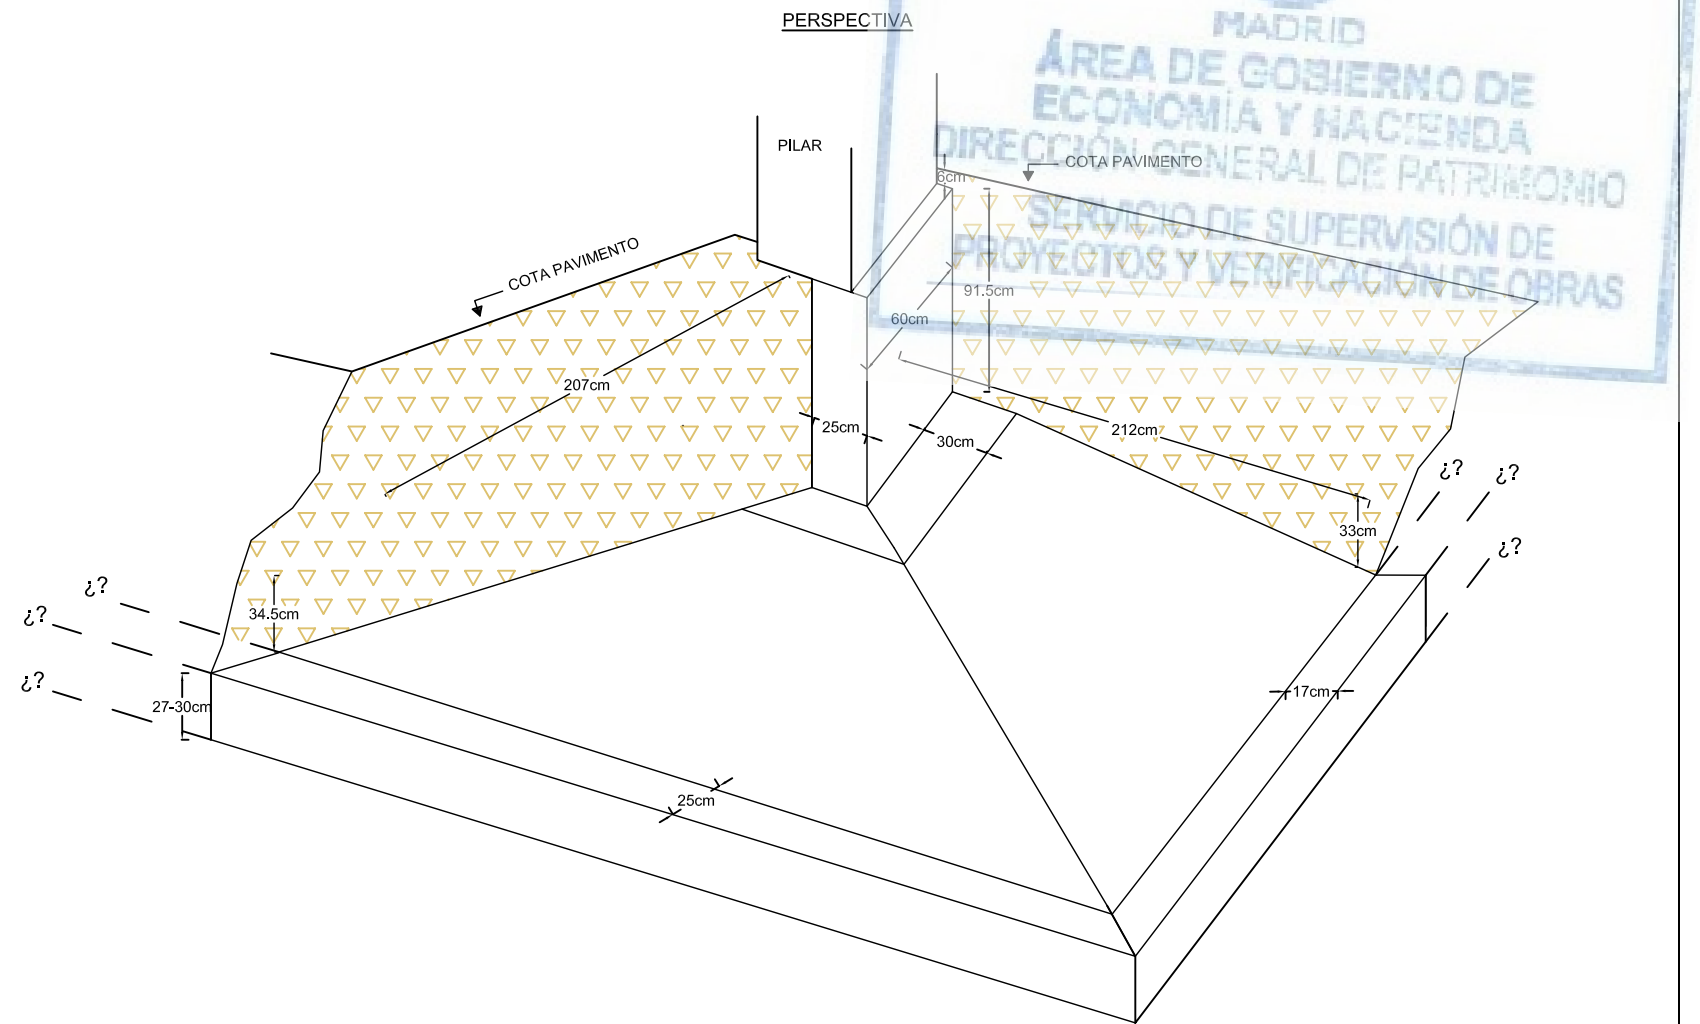 PERSPECTIVA
MADRID
ÁREA DE GOBIERNO DE
ECONOMÍA Y HACIENDA
DIRECCIÓN GENERAL DE PATRIMONIO
SERVICIO DE SUPERVISIÓN DE
PROYECTOS Y VERIFICACIÓN DE OBRAS
PILAR
COTA PAVIMENTO
6cm
COTA PAVIMENTO
91.5cm
60cm
207cm
25cm
30cm
212cm
¿?
¿?
33cm
¿?
¿?
34.5cm
¿?
¿?
27-30cm
17cm
25cm